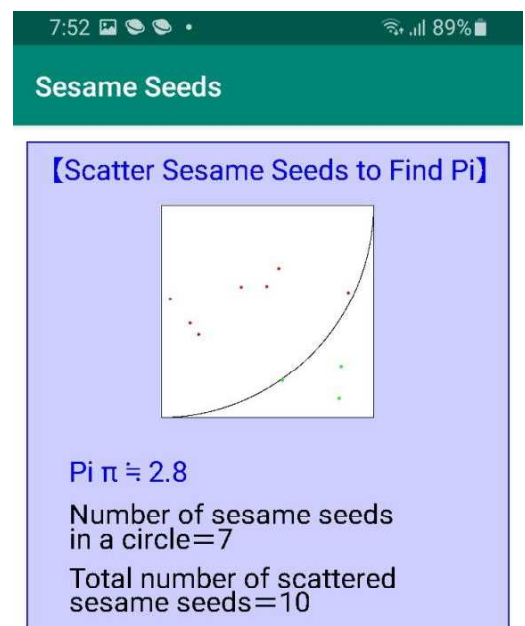 7:52
89%
Sesame Seeds
【Scatter Sesame Seeds to Find Pi】
Pi π ≒ 2.8
Number of sesame seeds
in a circle=7
Total number of scattered
sesame seeds=10